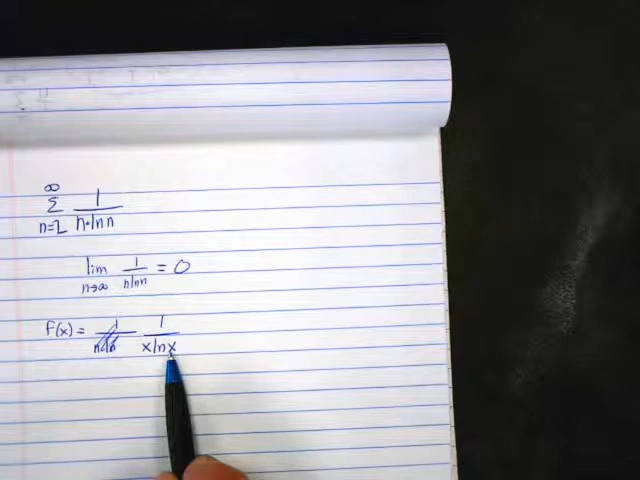 ∞
Σ 1
n=2 n·ln n
lim 1/(n ln n) = 0
n→∞
f(x) = 1/(x ln x)